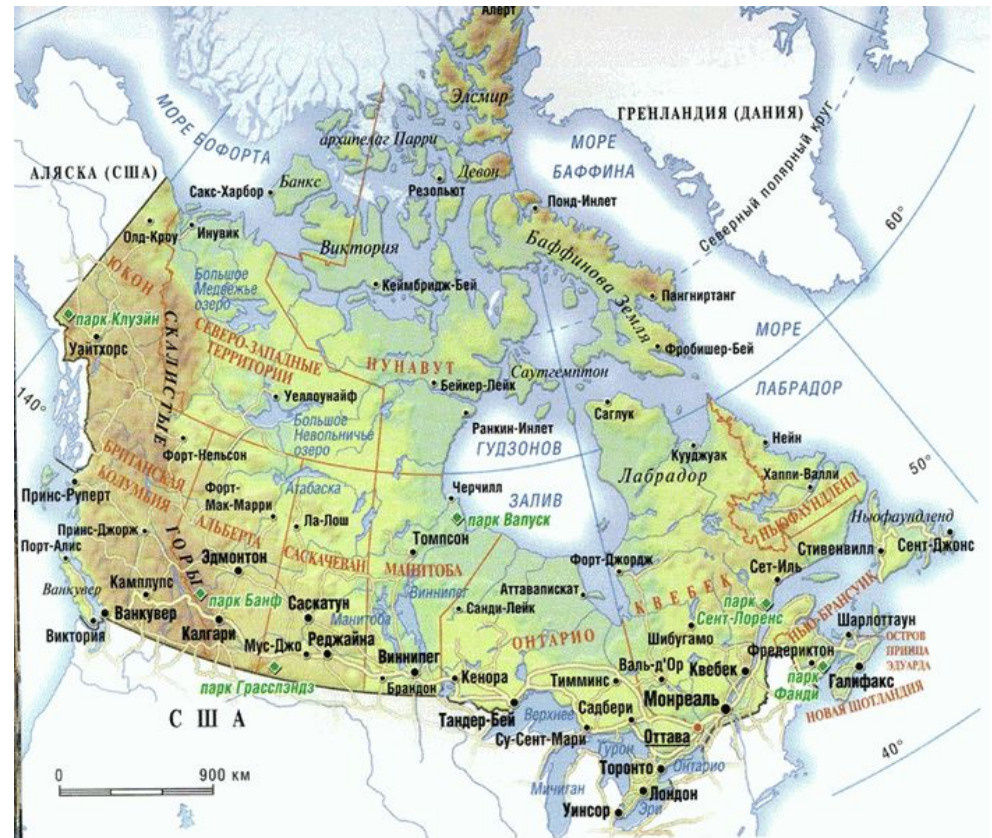 Алерт
Элсмир
ГРЕНЛАНДИЯ (ДАНИЯ)
МОРЕ БОФОРТА
архипелаг Парри
МОРЕ
БАФФИНА
Северный полярный круг
АЛЯСКА (США)
Сакс-Харбор
Банкс
Девон
Резольют
Понд-Инлет
60°
Олд-Кроу
Инувик
Виктория
Баффинова Земля
ЮКОН
Большое
Медвежье
озеро
Кеймбридж-Бей
Пангниртанг
парк Клуэйн
СКАЛИСТЫЕ
ГОРЫ
Уайтхорс
СЕВЕРО-ЗАПАДНЫЕ
ТЕРРИТОРИИ
НУНАВУТ
Фробишер-Бей
МОРЕ
ЛАБРАДОР
140°
Уеллоунайф
Бейкер-Лейк
Саутгемптон
Саглук
Большое
Невольничье
озеро
Ранкин-Инлет
ГУДЗОНОВ
ЗАЛИВ
Форт-Нельсон
Кууджуак
Нейн
50°
БРИТАНСКАЯ
КОЛУМБИЯ
Атабаска
Лабрадор
Хаппи-Валли
Принс-Руперт
Форт-
Мак-Марри
Черчилл
парк Вапуск
НЬЮФАУНДЛЕНД
Ньюфаундленд
Принс-Джорж
АЛЬБЕРТА
Ла-Лош
Томпсон
Стивенвилл
Сент-Джонс
Порт-Алис
Эдмонтон
САСКАЧЕВАН
МАНИТОБА
Форт-Джордж
Сет-Иль
Ванкувер
Камплупс
парк Банф
Виннипег
Аттавапискат
КВЕБЕК
парк
Сент-Лоренс
НЬЮ-БРАНСУИК
Ванкувер
Саскатун
Манитоба
Санди-Лейк
Шарлоттаун
Виктория
Калгари
Мус-Джо
Реджайна
ОНТАРИО
Шибугамо
Фредериктон
ОСТРОВ
ПРИНЦА
ЭДУАРДА
Виннипег
Валь-д'Ор
Квебек
парк
Фанди
Галифакс
парк Грасслэндз
Брандон
Кенора
Тимминс
Монреаль
НОВАЯ ШОТЛАНДИЯ
США
Тандер-Бей
Верхнее
Садбери
Су-Сент-Мари
Оттава
40°
Гурон
0
900 км
Торонто
Онтарио
Мичиган
Лондон
Уинсор
Эри